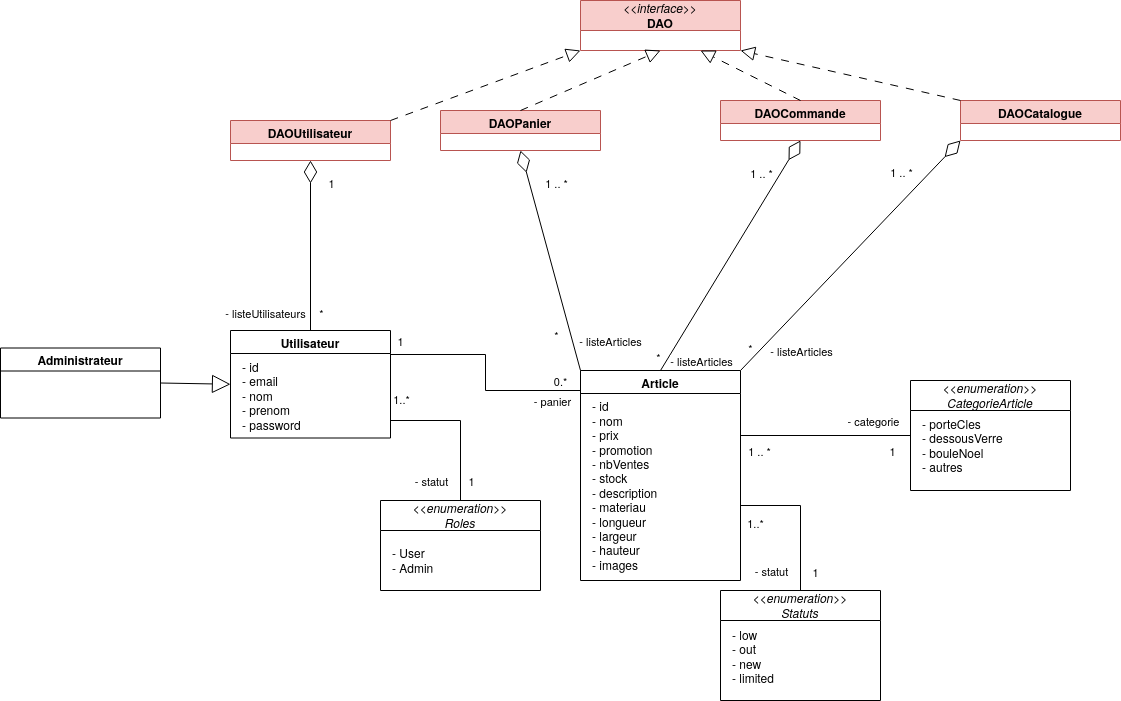 <<interface>>
DAO
DAOUtilisateur
DAOPanier
DAOCommande
DAOCatalogue
1
1 .. *
1 .. *
1 .. *
- listeUtilisateurs
*
*
- listeArticles
*
- listeArticles
*
- listeArticles
Administrateur
Utilisateur
- id
- email
- nom
- prenom
- password
1
0.*
- panier
1..*
- statut
1
<<enumeration>>
Roles
- User
- Admin
Article
- id
- nom
- prix
- promotion
- nbVentes
- stock
- description
- materiau
- longueur
- largeur
- hauteur
- images
- categorie
1 .. *
1
<<enumeration>>
CategorieArticle
- porteCles
- dessousVerre
- bouleNoel
- autres
1..*
- statut
1
<<enumeration>>
Statuts
- low
- out
- new
- limited